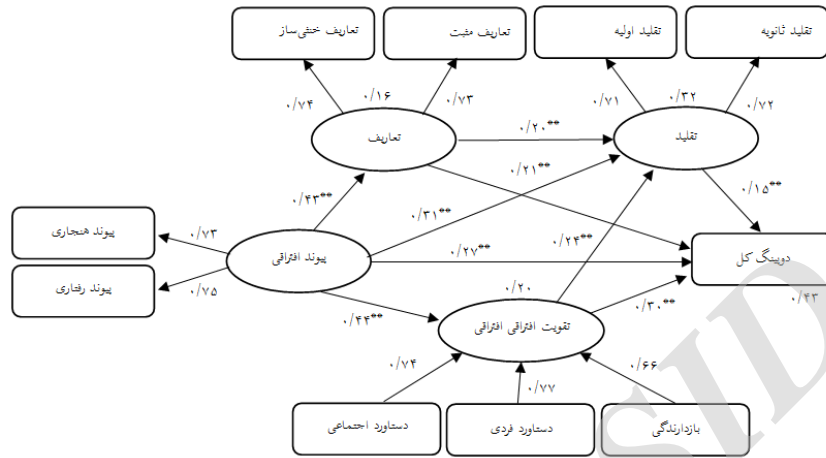 تعاریف خنثی‌ساز
تعاریف مثبت
تقلید اولیه
تقلید ثانویه
۰/۷۴
۰/۱۶
۰/۷۳
۰/۷۱
۰/۳۲
۰/۷۲
تعاریف
۰/۲۰**
تقلید
۰/۲۱**
۰/۱۵**
۰/۴۳**
۰/۳۱**
پیوند هنجاری
۰/۷۳
پیوند افتراقی
۰/۲۷**
۰/۲۴**
دوپینگ کل
پیوند رفتاری
۰/۷۵
۰/۲۰
۰/۴۳
۰/۴۴**
تقویت افتراقی افتراقی
۰/۳۰**
۰/۷۴
۰/۷۷
۰/۶۶
دستاورد اجتماعی
دستاورد فردی
بازدارندگی
SID